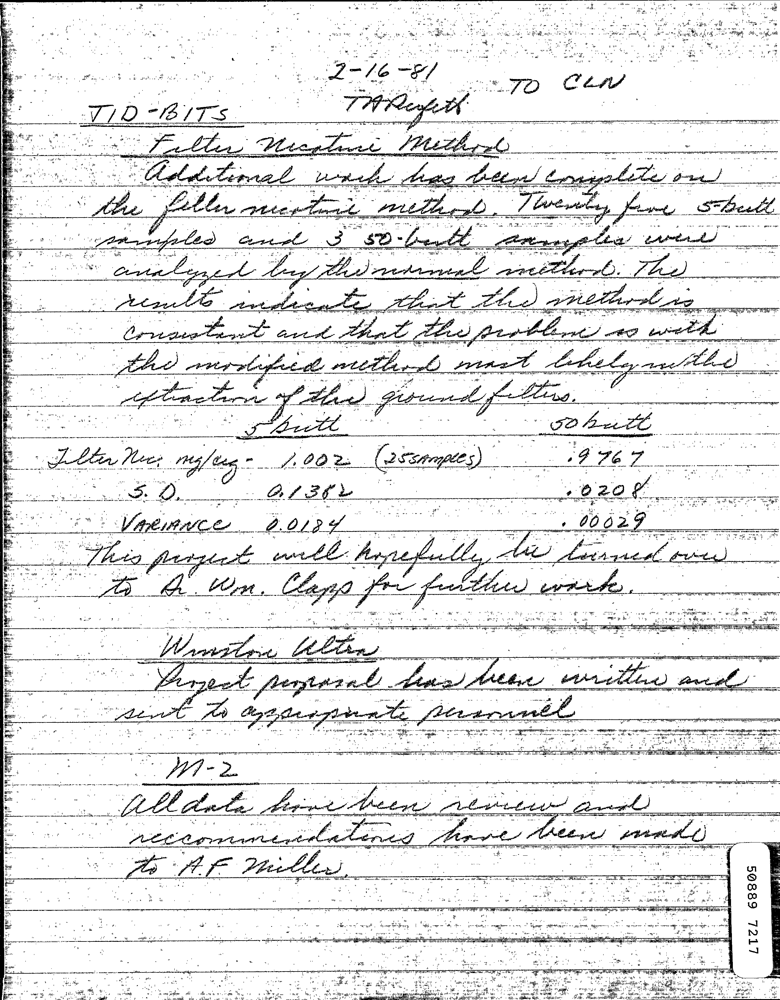 2-16-81
TO CLN
TA Perfetti
TID-BITS
Filter Nicotine Method
Additional work has been complete on
the filter nicotine method. Twenty five 5-butt
samples and 3 50-butt samples were
analyzed by the normal method. The
results indicate that the method is
consistant and that the problem is with
the modified method most likely in the
extraction of the ground filters.
5 butt 50 butt
Filter Nic. mg/cig - 1.002 (25 SAMPLES) .9767
S. D. 0.1382 .0208
VARIANCE 0.0184 .00029
This project will hopefully be turned over
to Dr. Wm. Clapp for further work.
Winston Ultra
Project proposal has been written and
sent to appropriate personnel
M-2
All data have been review and
reccommendations have been made
to A.F Miller.
50889 7217